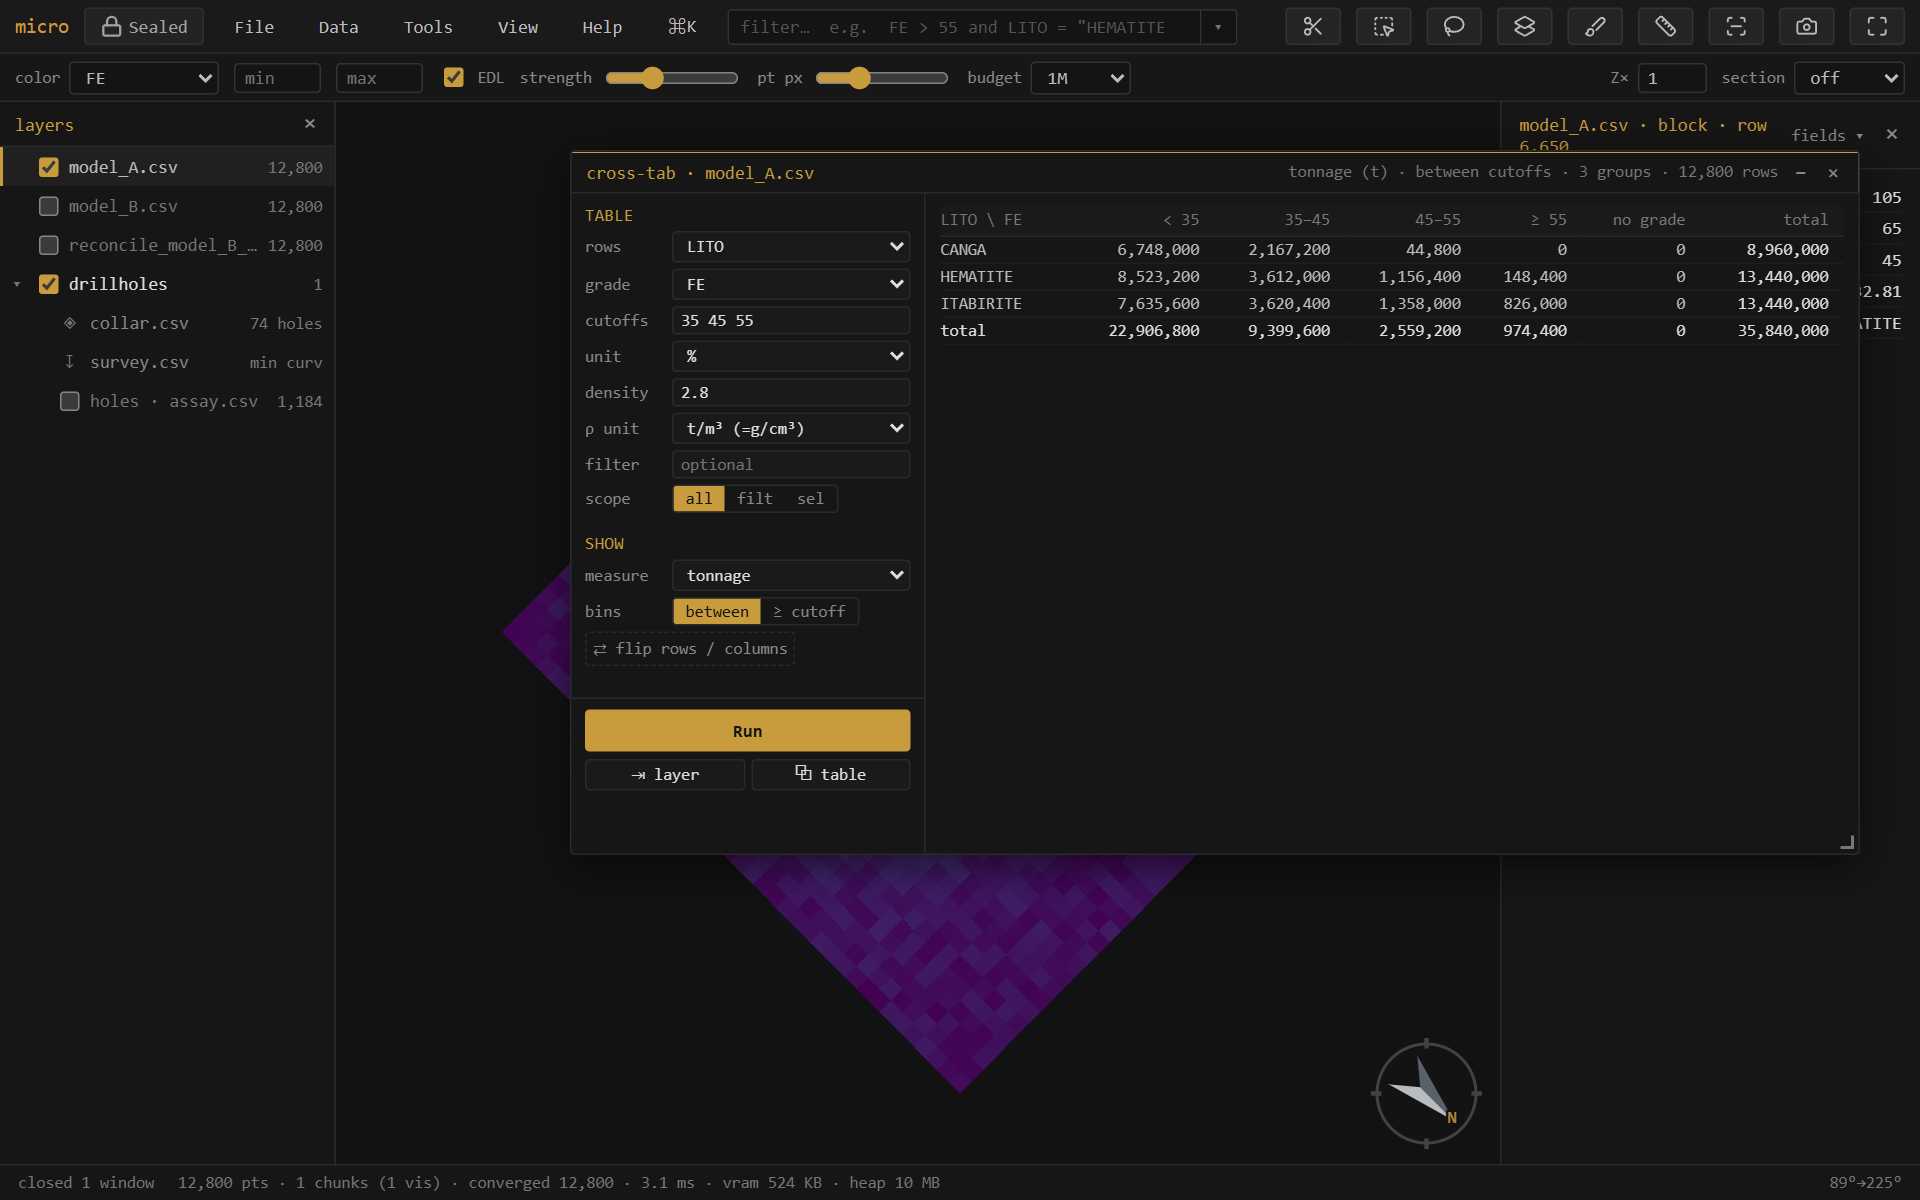 micro Sealed File Data Tools View Help ⌘K filter… e.g. FE > 55 and LITO = "HEMATITE
color FE min max EDL strength pt px budget 1M Z× 1 section off
layers ×
model_A.csv 12,800
model_B.csv 12,800
reconcile_model_B_… 12,800
drillholes 1
collar.csv 74 holes
survey.csv min curv
holes · assay.csv 1,184
model_A.csv · block · row 6,650 fields ×
105
65
45
2.81
cross-tab · model_A.csv tonnage (t) · between cutoffs · 3 groups · 12,800 rows − ×
TABLE
rows LITO
grade FE
cutoffs 35 45 55
unit %
density 2.8
ρ unit t/m³ (=g/cm³)
filter optional
scope all filt sel
SHOW
measure tonnage
bins between ≥ cutoff
⇄ flip rows / columns
Run
⇥ layer table
LITO \ FE < 35 35–45 45–55 ≥ 55 no grade total
CANGA 6,748,000 2,167,200 44,800 0 0 8,960,000
HEMATITE 8,523,200 3,612,000 1,156,400 148,400 0 13,440,000
ITABIRITE 7,635,600 3,620,400 1,358,000 826,000 0 13,440,000
total 22,906,800 9,399,600 2,559,200 974,400 0 35,840,000
N
closed 1 window 12,800 pts · 1 chunks (1 vis) · converged 12,800 · 3.1 ms · vram 524 KB · heap 10 MB 89°→225°